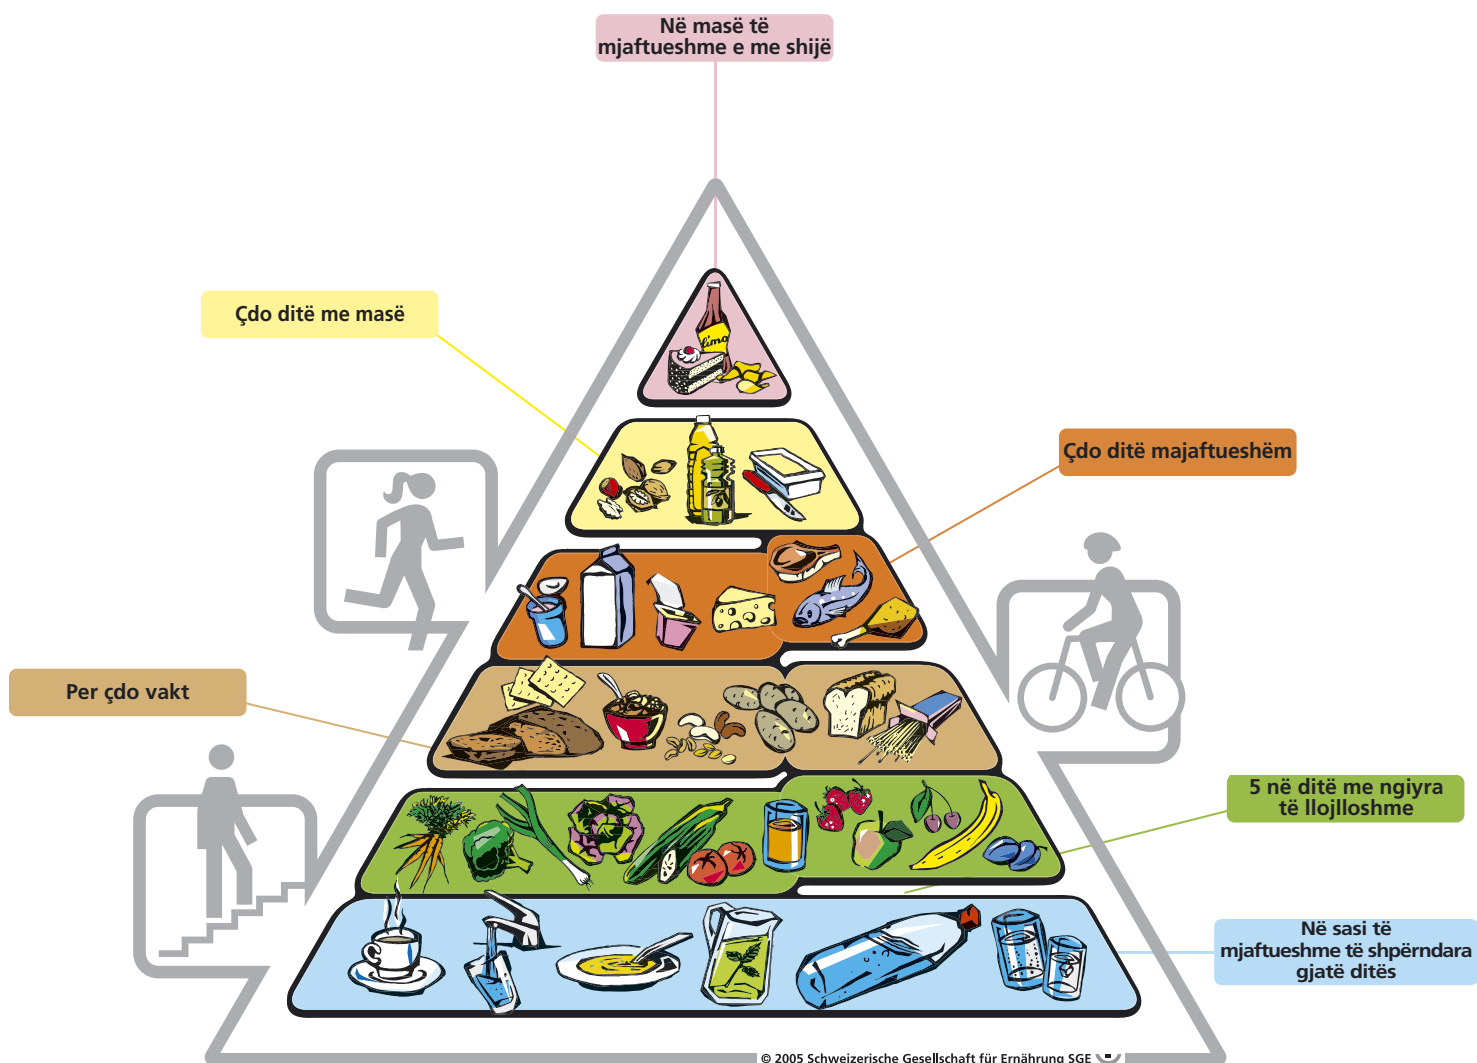 Në masë të
mjaftueshme e me shijë
Çdo ditë me masë
limo
Çdo ditë majaftueshëm
Per çdo vakt
5 në ditë me ngiyra
të llojlloshme
Në sasi të
mjaftueshme të shpërndara
gjatë ditës
© 2005 Schweizerische Gesellschaft für Ernährung SGE